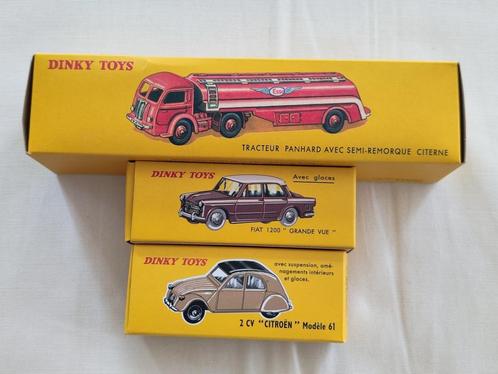 DINKY TOYS
Esso
TRACTEUR PANHARD AVEC SEMI-REMORQUE CITERNE
DINKY TOYS
Avec glaces
FIAT 1200 " GRANDE VUE "
DINKY TOYS
avec suspension, amé-
nagements intérieurs
et glaces.
2 CV "CITROËN" Modèle 61